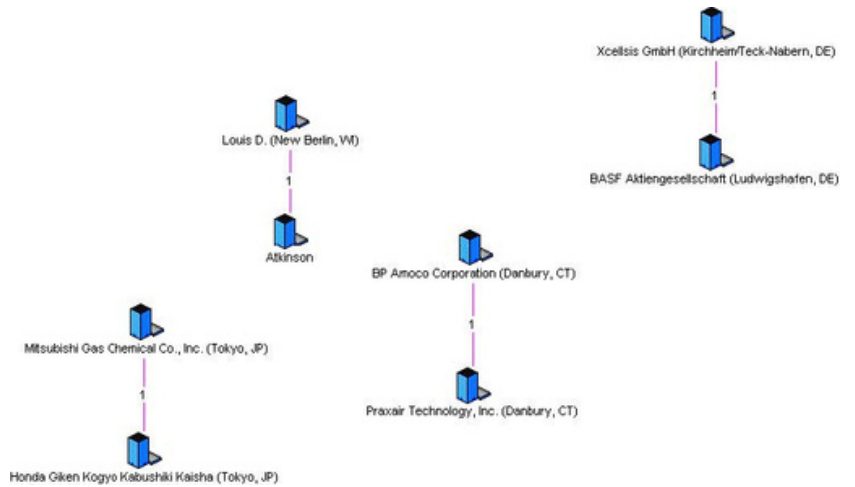 Xcellsis GmbH (Kirchheim/Teck-Nabern, DE)
1
BASF Aktiengesellschaft (Ludwigshafen, DE)
Louis D. (New Berlin, WI)
1
Atkinson
BP Amoco Corporation (Danbury, CT)
1
Praxair Technology, Inc. (Danbury, CT)
Mitsubishi Gas Chemical Co., Inc. (Tokyo, JP)
1
Honda Giken Kogyo Kabushiki Kaisha (Tokyo, JP)